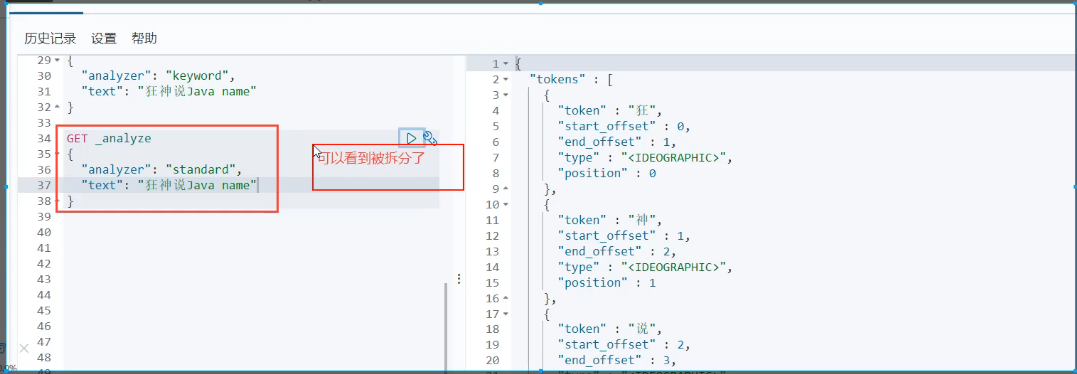 历史记录 设置 帮助
29 {
30 "analyzer": "keyword",
31 "text": "狂神说Java name"
32 }
33
34 GET _analyze
35 {
36 "analyzer": "standard",
37 "text": "狂神说Java name"
38 }
39
40
41
42
43
44
45
46
47
48
可以看到被拆分了
1 {
2 "tokens" : [
3 {
4 "token" : "狂",
5 "start_offset" : 0,
6 "end_offset" : 1,
7 "type" : "<IDEOGRAPHIC>",
8 "position" : 0
9 },
10 {
11 "token" : "神",
12 "start_offset" : 1,
13 "end_offset" : 2,
14 "type" : "<IDEOGRAPHIC>",
15 "position" : 1
16 },
17 {
18 "token" : "说",
19 "start_offset" : 2,
20 "end_offset" : 3,